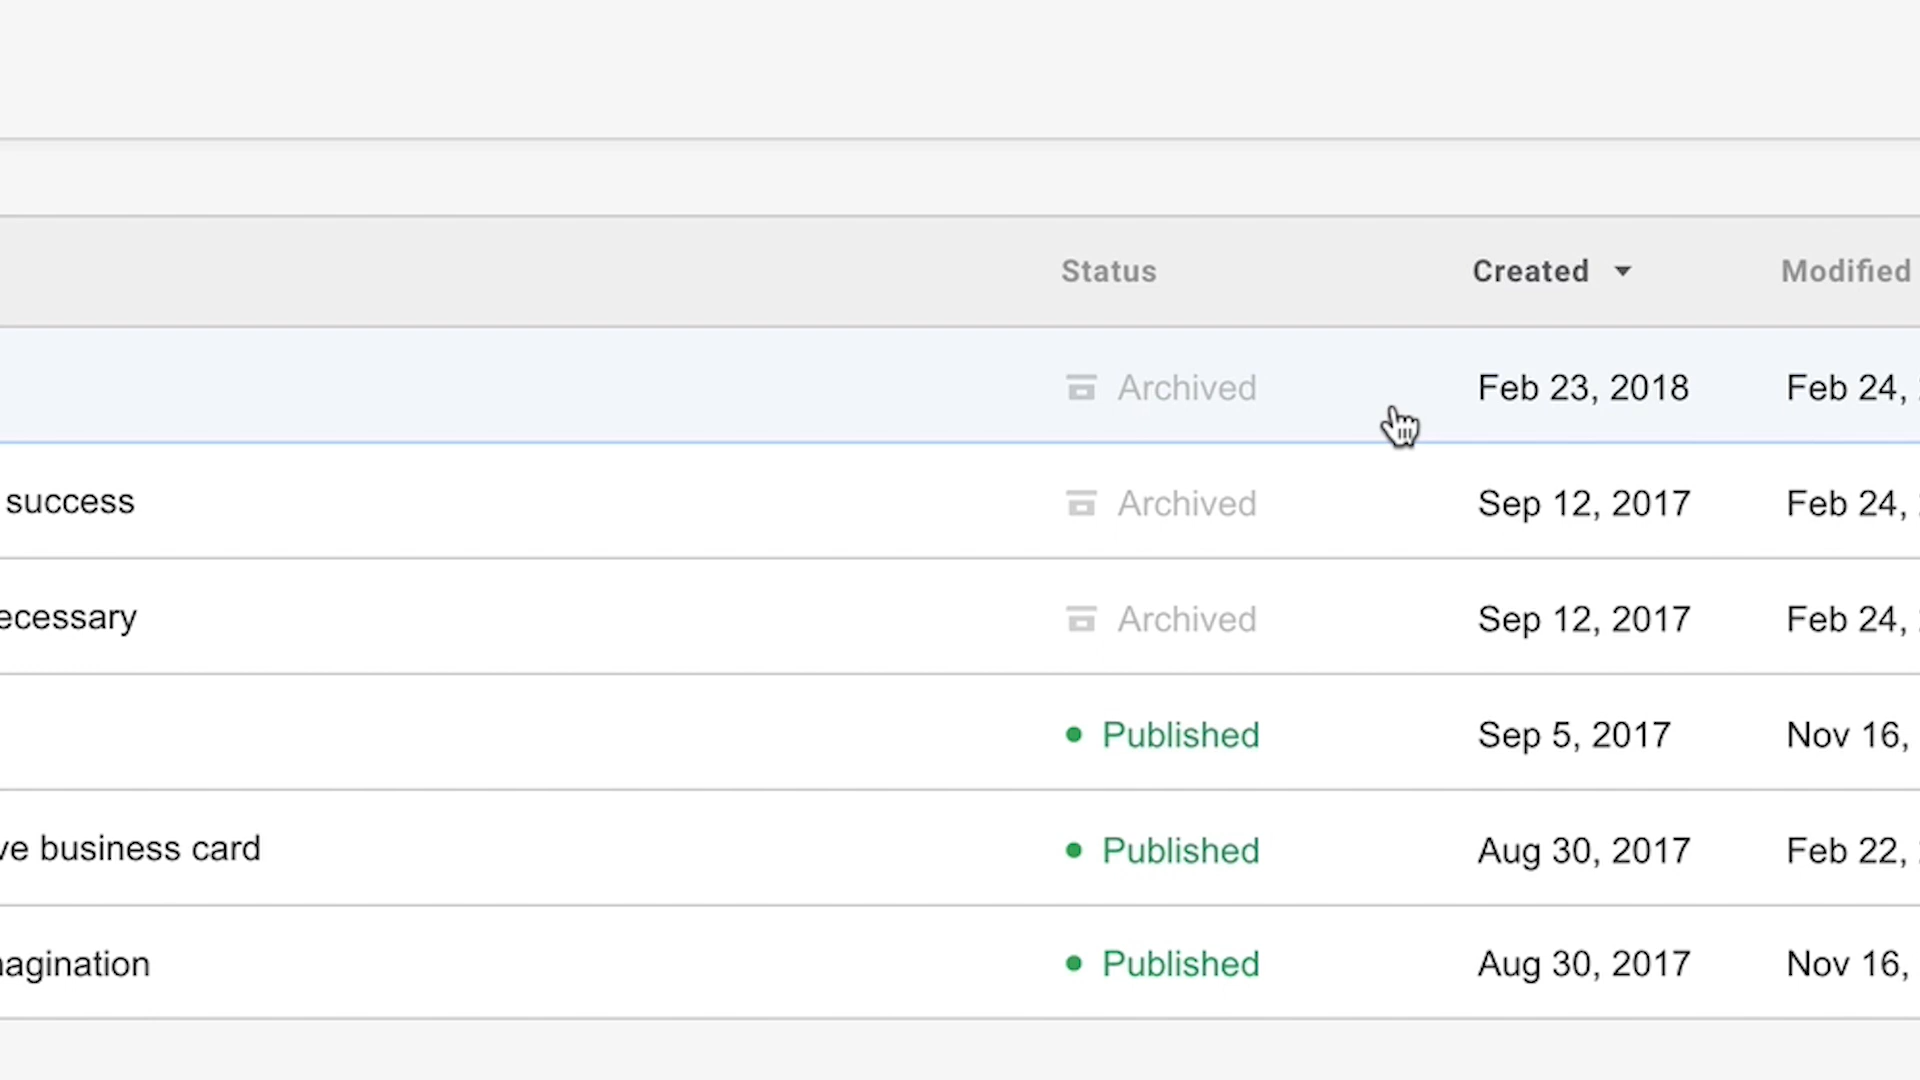 Status Created Modified
Archived Feb 23, 2018 Feb 24,
success Archived Sep 12, 2017 Feb 24,
ecessary Archived Sep 12, 2017 Feb 24,
Published Sep 5, 2017 Nov 16,
ve business card Published Aug 30, 2017 Feb 22,
agination Published Aug 30, 2017 Nov 16,